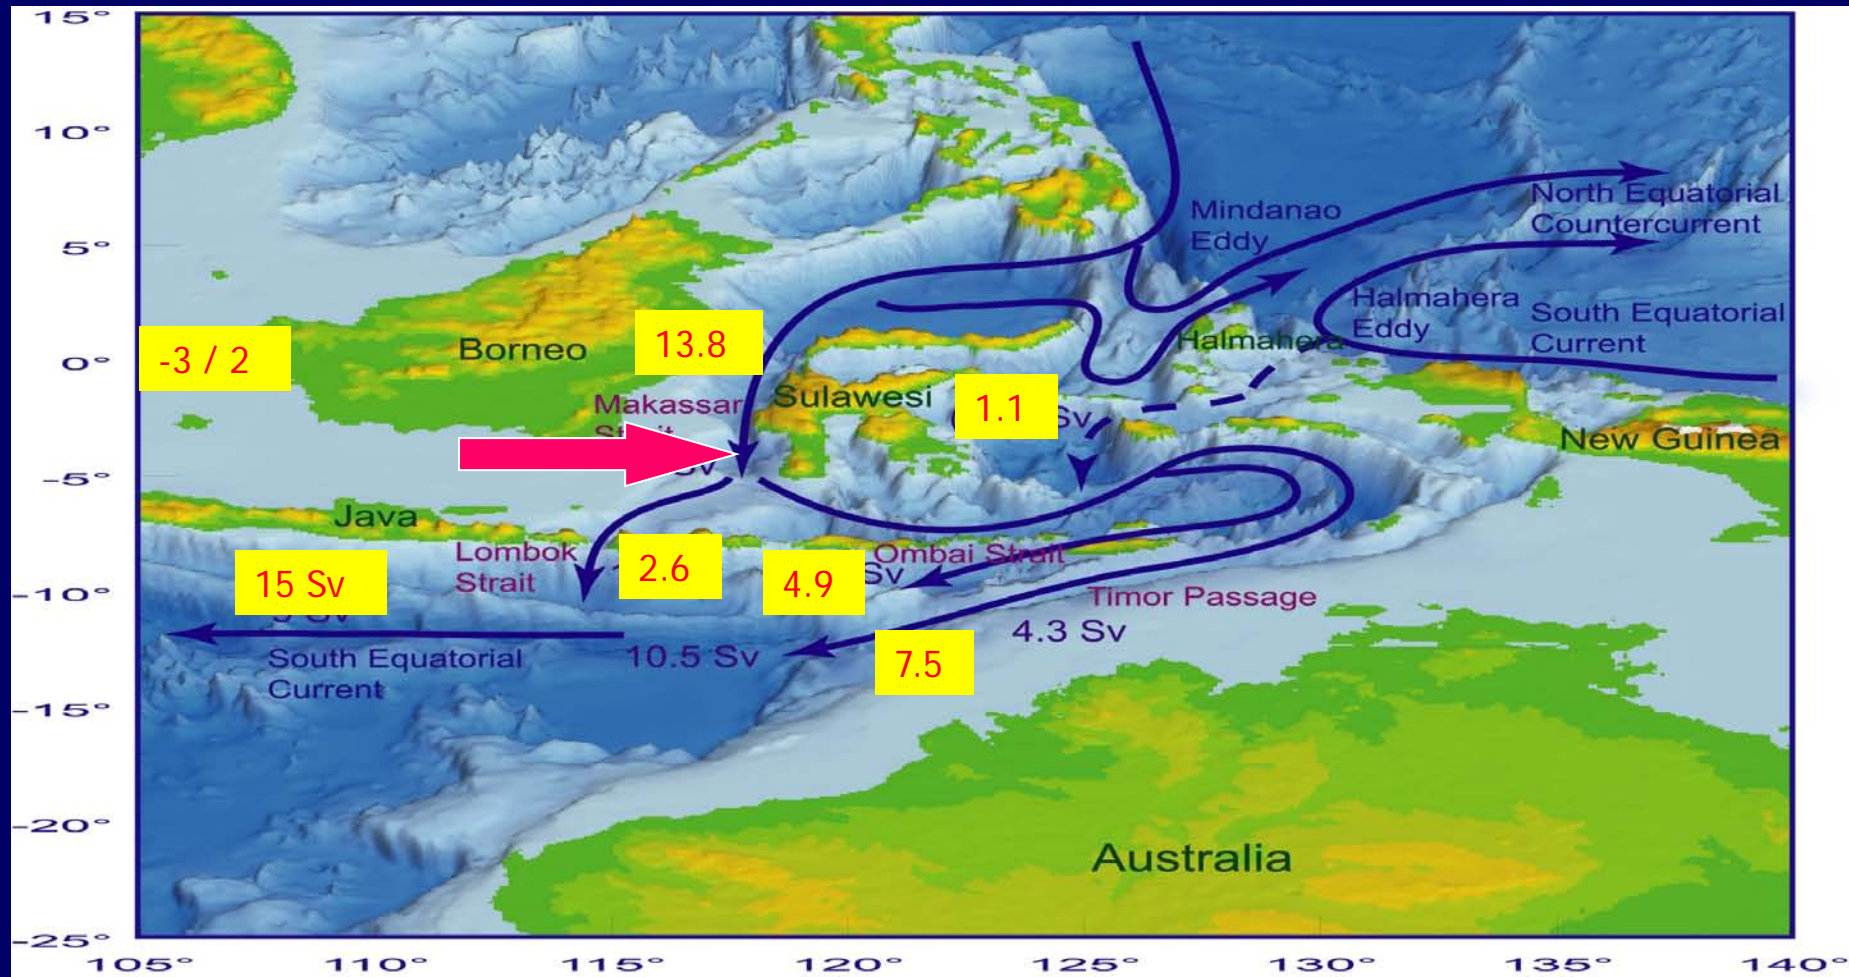 15°
10°
5°
0°
-5°
-10°
-15°
-20°
-25°
105°
110°
115°
120°
125°
130°
135°
140°
Mindanao
Eddy
North Equatorial
Countercurrent
Halmahera
Eddy
South Equatorial
Current
Halmahera
-3 / 2
Borneo
13.8
Makassar
Sulawesi
1.1
Sv
New Guinea
Sv
Java
Lombok
Strait
2.6
4.9
Ombai Strait
Sv
15 Sv
Timor Passage
4.3 Sv
South Equatorial
Current
10.5 Sv
7.5
Australia